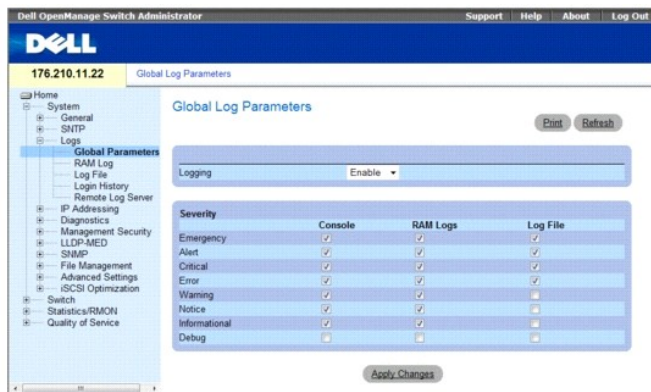 Dell OpenManage Switch Administrator
Support Help About Log Out
DELL
176.210.11.22
Global Log Parameters
Home
System
General
SNTP
Logs
Global Parameters
RAM Log
Log File
Login History
Remote Log Server
IP Addressing
Diagnostics
Management Security
LLDP-MED
SNMP
File Management
Advanced Settings
iSCSI Optimization
Switch
Statistics/RMON
Quality of Service
Global Log Parameters
Print Refresh
Logging Enable
Severity
Console RAM Logs Log File
Emergency
Alert
Critical
Error
Warning
Notice
Informational
Debug
Apply Changes